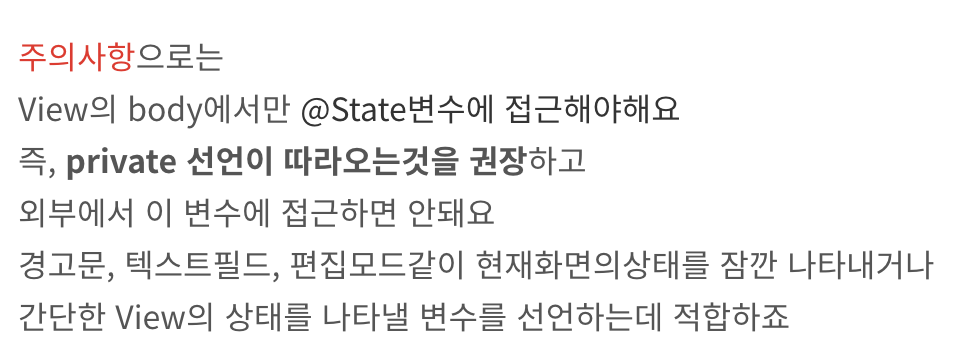 주의사항으로는
View의 body에서만 @State변수에 접근해야해요
즉, private 선언이 따라오는것을 권장하고
외부에서 이 변수에 접근하면 안돼요
경고문, 텍스트필드, 편집모드같이 현재화면의상태를 잠깐 나타내거나
간단한 View의 상태를 나타낼 변수를 선언하는데 적합하죠